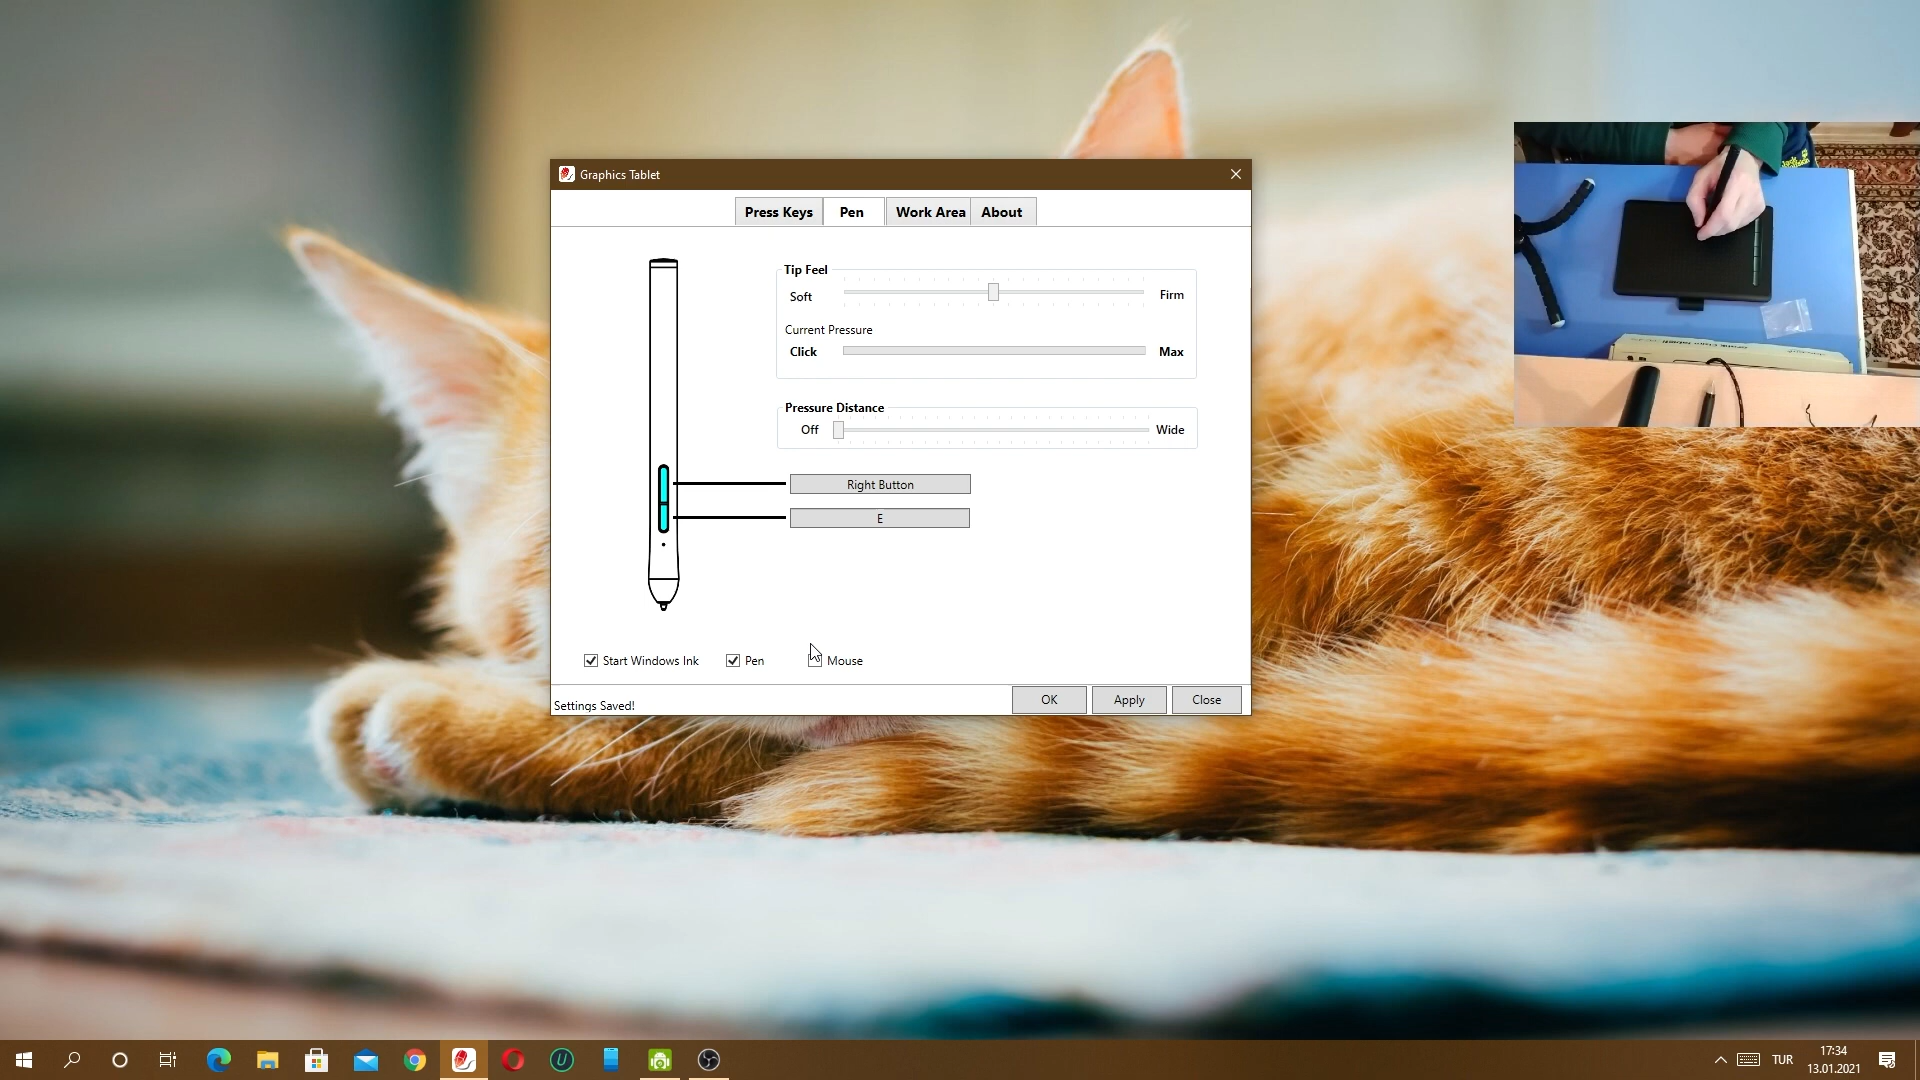 Graphics Tablet
Press Keys Pen Work Area About
Tip Feel
Soft Firm
Current Pressure
Click Max
Pressure Distance
Off Wide
Right Button
E
Start Windows Ink Pen Mouse
Settings Saved!
OK Apply Close
TUR
17:34
13.01.2021